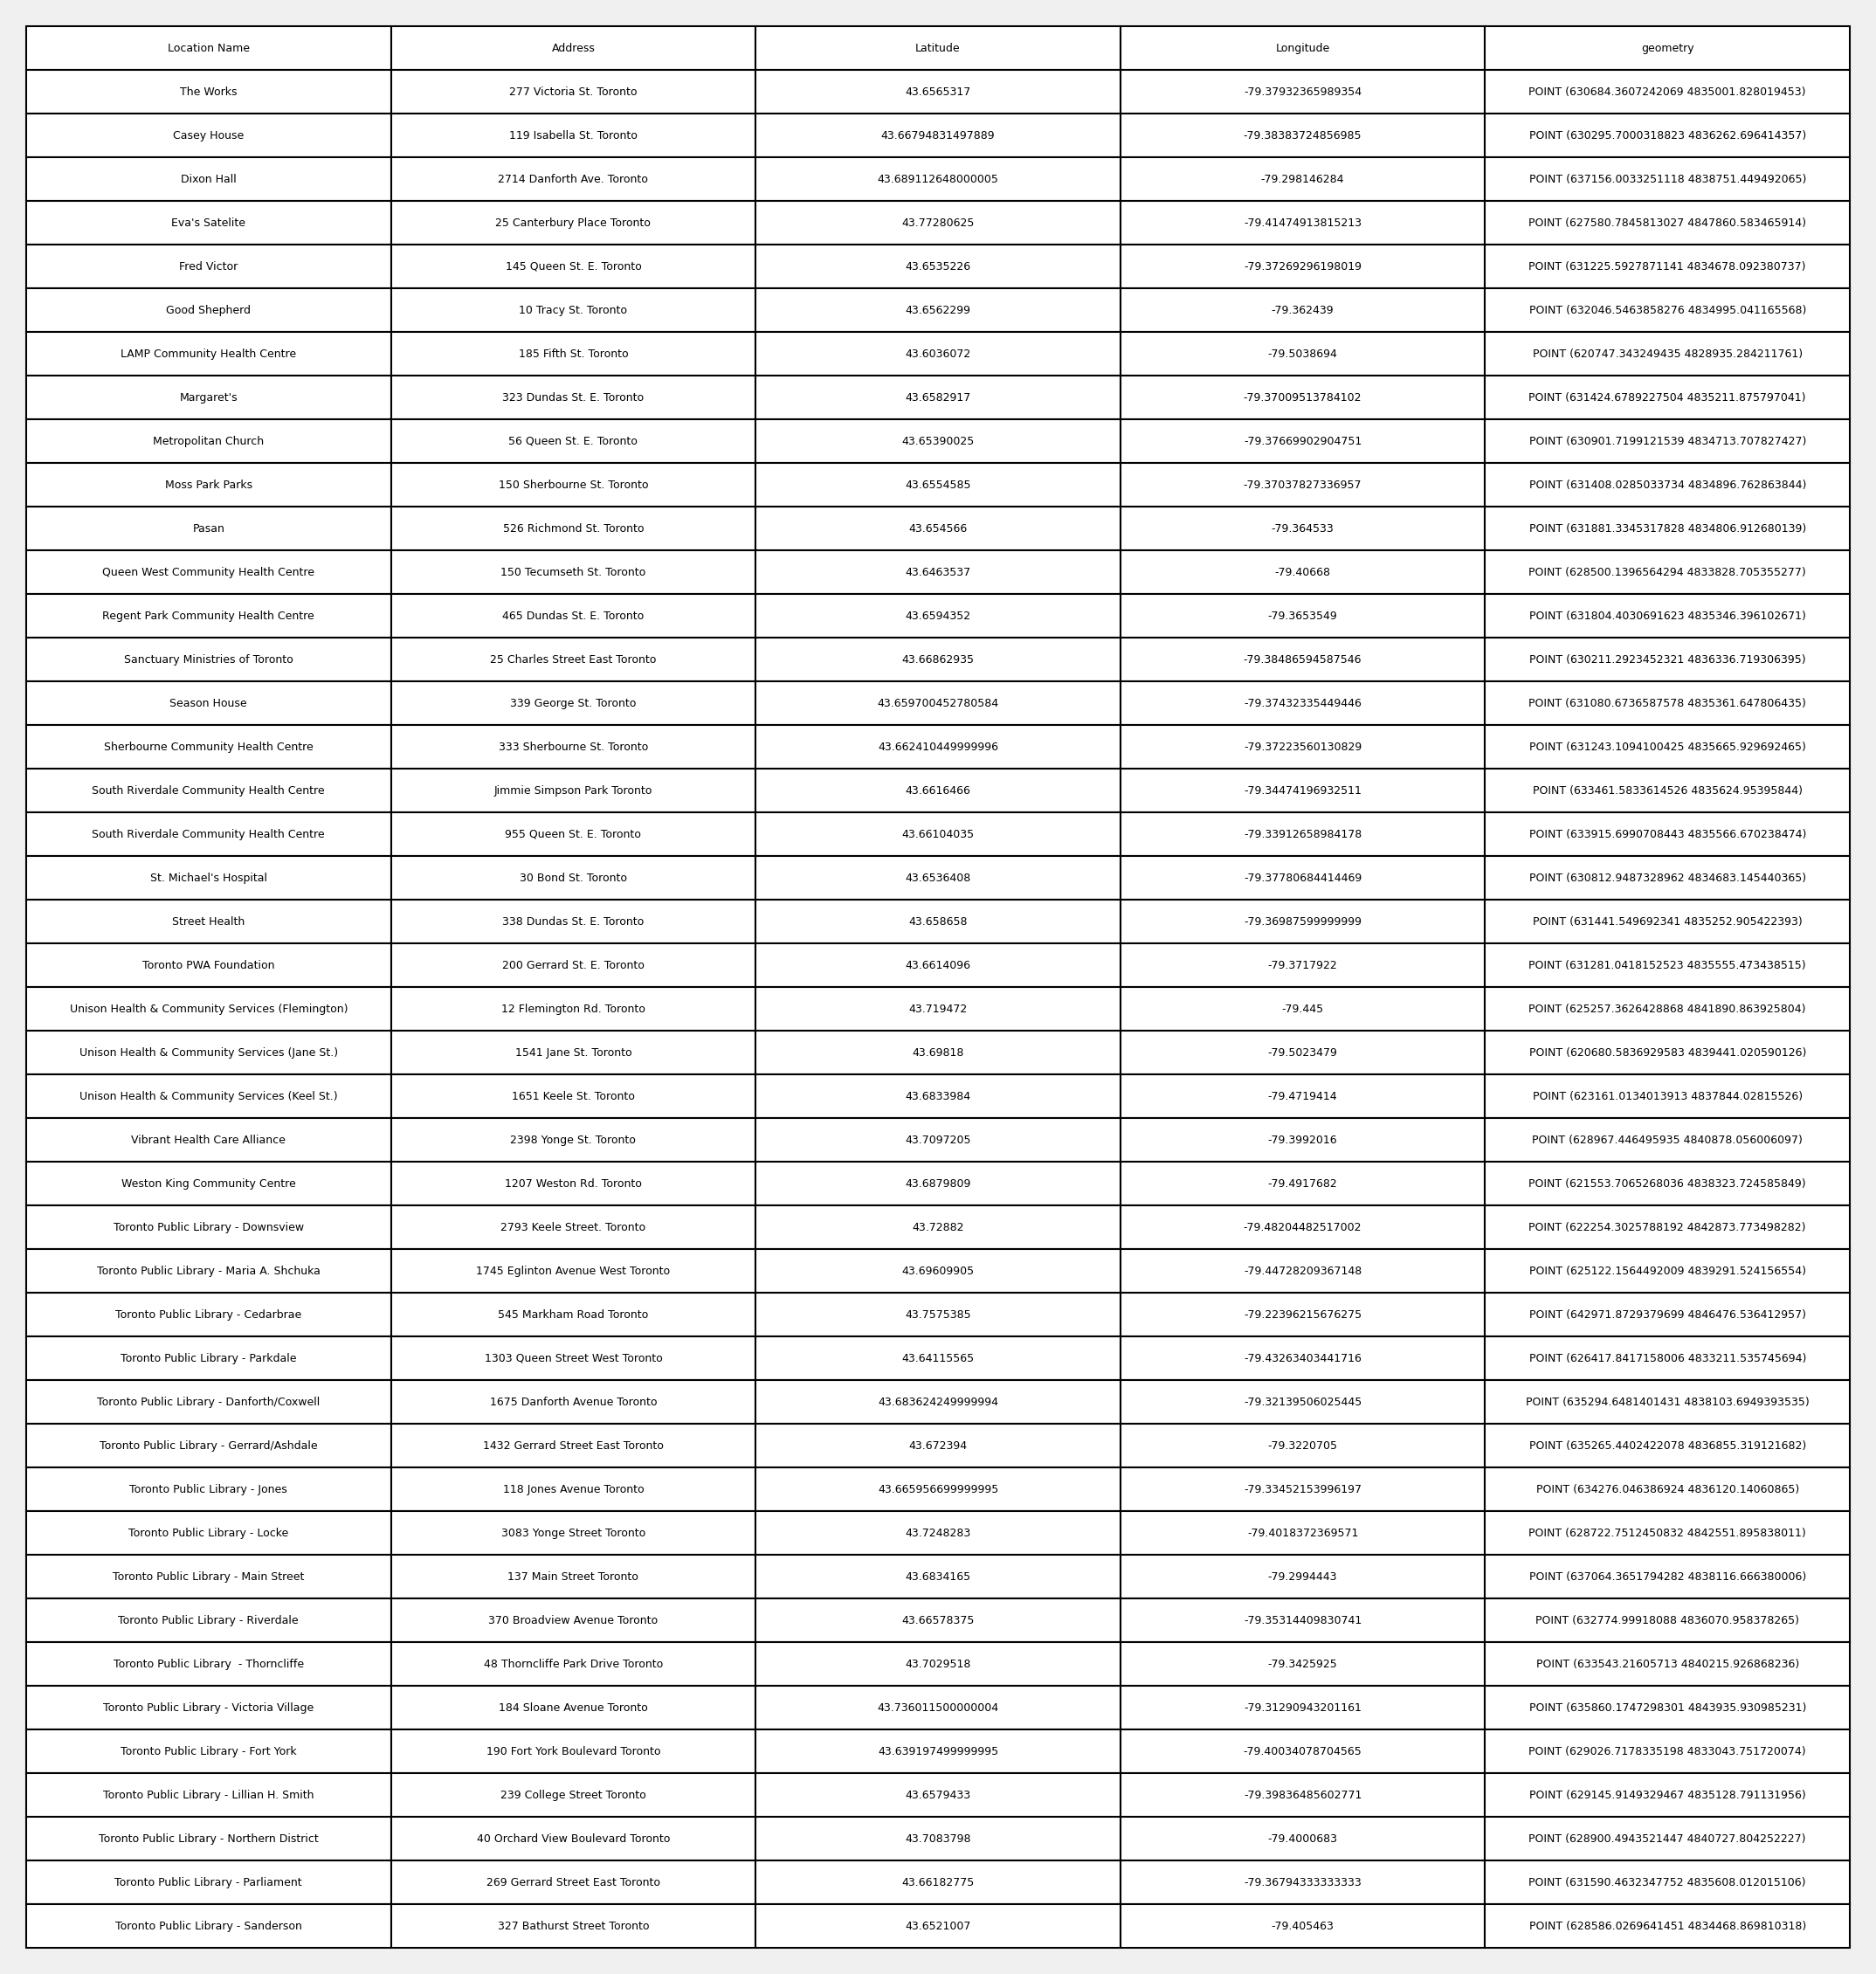 Location Name Address Latitude Longitude geometry
The Works 277 Victoria St. Toronto 43.6565317 -79.37932365989354 POINT (630684.3607242069 4835001.828019453)
Casey House 119 Isabella St. Toronto 43.66794831497889 -79.38383724856985 POINT (630295.7000318823 4836262.696414357)
Dixon Hall 2714 Danforth Ave. Toronto 43.689112648000005 -79.298146284 POINT (637156.0033251118 4838751.449492065)
Eva's Satelite 25 Canterbury Place Toronto 43.77280625 -79.41474913815213 POINT (627580.7845813027 4847860.583465914)
Fred Victor 145 Queen St. E. Toronto 43.6535226 -79.37269296198019 POINT (631225.5927871141 4834678.092380737)
Good Shepherd 10 Tracy St. Toronto 43.6562299 -79.362439 POINT (632046.5463858276 4834995.041165568)
LAMP Community Health Centre 185 Fifth St. Toronto 43.6036072 -79.5038694 POINT (620747.343249435 4828935.284211761)
Margaret's 323 Dundas St. E. Toronto 43.6582917 -79.37009513784102 POINT (631424.6789227504 4835211.875797041)
Metropolitan Church 56 Queen St. E. Toronto 43.65390025 -79.37669902904751 POINT (630901.7199121539 4834713.707827427)
Moss Park Parks 150 Sherbourne St. Toronto 43.6554585 -79.37037827336957 POINT (631408.0285033734 4834896.762863844)
Pasan 526 Richmond St. Toronto 43.654566 -79.364533 POINT (631881.3345317828 4834806.912680139)
Queen West Community Health Centre 150 Tecumseth St. Toronto 43.6463537 -79.40668 POINT (628500.1396564294 4833828.705355277)
Regent Park Community Health Centre 465 Dundas St. E. Toronto 43.6594352 -79.3653549 POINT (631804.4030691623 4835346.396102671)
Sanctuary Ministries of Toronto 25 Charles Street East Toronto 43.66862935 -79.38486594587546 POINT (630211.2923452321 4836336.719306395)
Season House 339 George St. Toronto 43.659700452780584 -79.37432335449446 POINT (631080.6736587578 4835361.647806435)
Sherbourne Community Health Centre 333 Sherbourne St. Toronto 43.662410449999996 -79.37223560130829 POINT (631243.1094100425 4835665.929692465)
South Riverdale Community Health Centre Jimmie Simpson Park Toronto 43.6616466 -79.34474196932511 POINT (633461.5833614526 4835624.95395844)
South Riverdale Community Health Centre 955 Queen St. E. Toronto 43.66104035 -79.33912658984178 POINT (633915.6990708443 4835566.670238474)
St. Michael's Hospital 30 Bond St. Toronto 43.6536408 -79.37780684414469 POINT (630812.9487328962 4834683.145440365)
Street Health 338 Dundas St. E. Toronto 43.658658 -79.36987599999999 POINT (631441.549692341 4835252.905422393)
Toronto PWA Foundation 200 Gerrard St. E. Toronto 43.6614096 -79.3717922 POINT (631281.0418152523 4835555.473438515)
Unison Health & Community Services (Flemington) 12 Flemington Rd. Toronto 43.719472 -79.445 POINT (625257.3626428868 4841890.863925804)
Unison Health & Community Services (Jane St.) 1541 Jane St. Toronto 43.69818 -79.5023479 POINT (620680.5836929583 4839441.020590126)
Unison Health & Community Services (Keel St.) 1651 Keele St. Toronto 43.6833984 -79.4719414 POINT (623161.0134013913 4837844.02815526)
Vibrant Health Care Alliance 2398 Yonge St. Toronto 43.7097205 -79.3992016 POINT (628967.446495935 4840878.056006097)
Weston King Community Centre 1207 Weston Rd. Toronto 43.6879809 -79.4917682 POINT (621553.7065268036 4838323.724585849)
Toronto Public Library - Downsview 2793 Keele Street. Toronto 43.72882 -79.48204482517002 POINT (622254.3025788192 4842873.773498282)
Toronto Public Library - Maria A. Shchuka 1745 Eglinton Avenue West Toronto 43.69609905 -79.44728209367148 POINT (625122.1564492009 4839291.524156554)
Toronto Public Library - Cedarbrae 545 Markham Road Toronto 43.7575385 -79.22396215676275 POINT (642971.8729379699 4846476.536412957)
Toronto Public Library - Parkdale 1303 Queen Street West Toronto 43.64115565 -79.43263403441716 POINT (626417.8417158006 4833211.535745694)
Toronto Public Library - Danforth/Coxwell 1675 Danforth Avenue Toronto 43.683624249999994 -79.32139506025445 POINT (635294.6481401431 4838103.6949393535)
Toronto Public Library - Gerrard/Ashdale 1432 Gerrard Street East Toronto 43.672394 -79.3220705 POINT (635265.4402422078 4836855.319121682)
Toronto Public Library - Jones 118 Jones Avenue Toronto 43.665956699999995 -79.33452153996197 POINT (634276.046386924 4836120.14060865)
Toronto Public Library - Locke 3083 Yonge Street Toronto 43.7248283 -79.4018372369571 POINT (628722.7512450832 4842551.895838011)
Toronto Public Library - Main Street 137 Main Street Toronto 43.6834165 -79.2994443 POINT (637064.3651794282 4838116.666380006)
Toronto Public Library - Riverdale 370 Broadview Avenue Toronto 43.66578375 -79.35314409830741 POINT (632774.99918088 4836070.958378265)
Toronto Public Library  - Thorncliffe 48 Thorncliffe Park Drive Toronto 43.7029518 -79.3425925 POINT (633543.21605713 4840215.926868236)
Toronto Public Library - Victoria Village 184 Sloane Avenue Toronto 43.736011500000004 -79.31290943201161 POINT (635860.1747298301 4843935.930985231)
Toronto Public Library - Fort York 190 Fort York Boulevard Toronto 43.639197499999995 -79.40034078704565 POINT (629026.7178335198 4833043.751720074)
Toronto Public Library - Lillian H. Smith 239 College Street Toronto 43.6579433 -79.39836485602771 POINT (629145.9149329467 4835128.791131956)
Toronto Public Library - Northern District 40 Orchard View Boulevard Toronto 43.7083798 -79.4000683 POINT (628900.4943521447 4840727.804252227)
Toronto Public Library - Parliament 269 Gerrard Street East Toronto 43.66182775 -79.36794333333333 POINT (631590.4632347752 4835608.012015106)
Toronto Public Library - Sanderson 327 Bathurst Street Toronto 43.6521007 -79.405463 POINT (628586.0269641451 4834468.869810318)